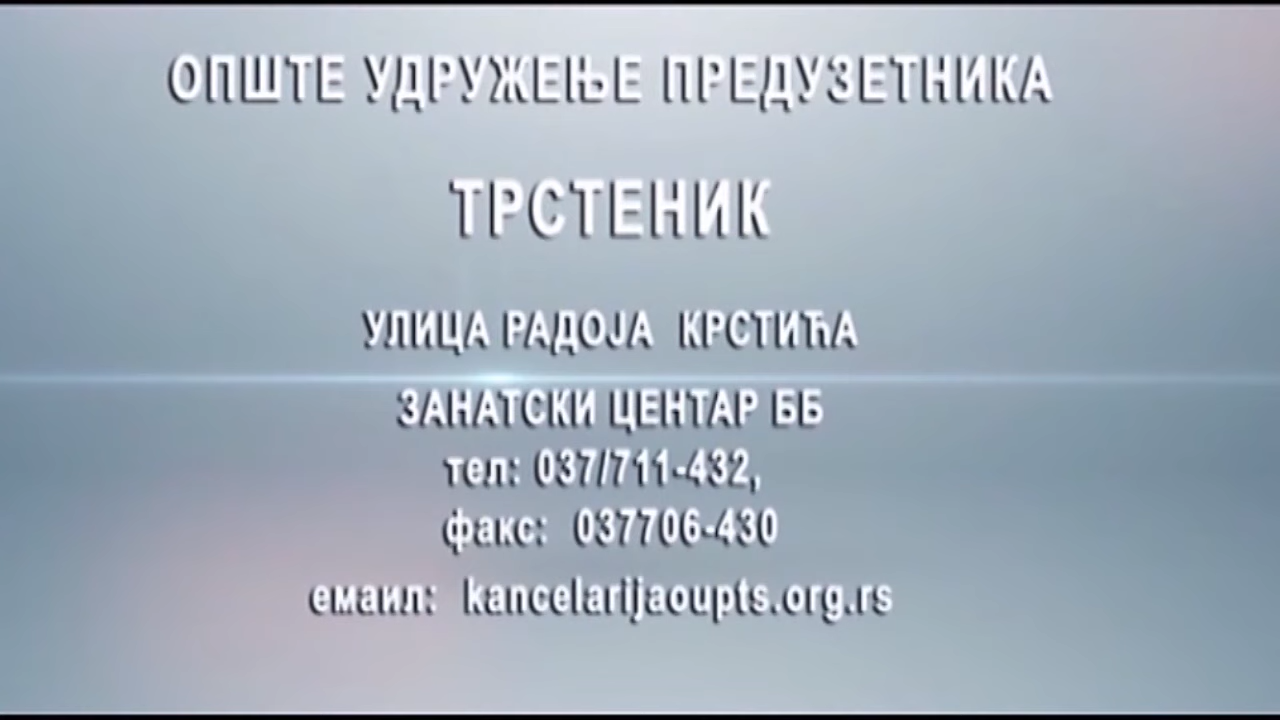 ОПШТЕ УДРУЖЕЊЕ ПРЕДУЗЕТНИКА
ТРСТЕНИК
УЛИЦА РАДОЈА КРСТИЋА
ЗАНАТСКИ ЦЕНТАР ББ
тел: 037/711-432,
факс: 037706-430
емаил: kancelarijaoupts.org.rs